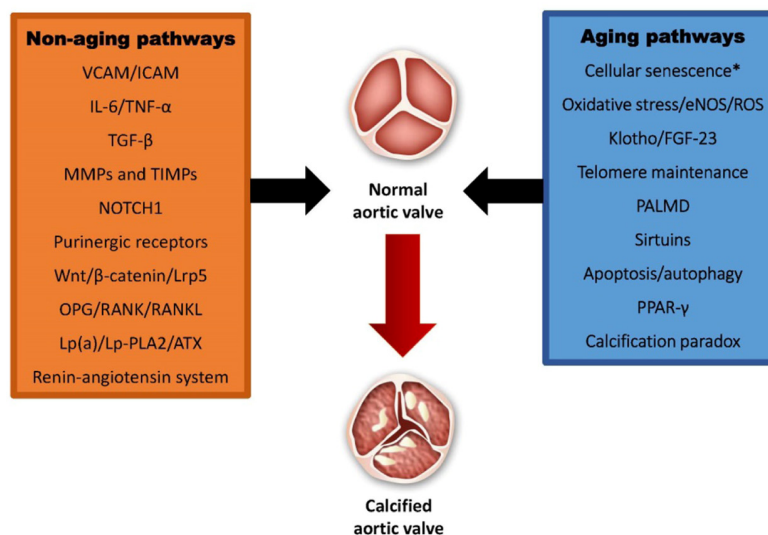 Non-aging pathways
VCAM/ICAM
IL-6/TNF-α
TGF-β
MMPs and TIMPs
NOTCH1
Purinergic receptors
Wnt/β-catenin/Lrp5
OPG/RANK/RANKL
Lp(a)/Lp-PLA2/ATX
Renin-angiotensin system
Normal
aortic valve
Calcified
aortic valve
Aging pathways
Cellular senescence*
Oxidative stress/eNOS/ROS
Klotho/FGF-23
Telomere maintenance
PALMD
Sirtuins
Apoptosis/autophagy
PPAR-γ
Calcification paradox